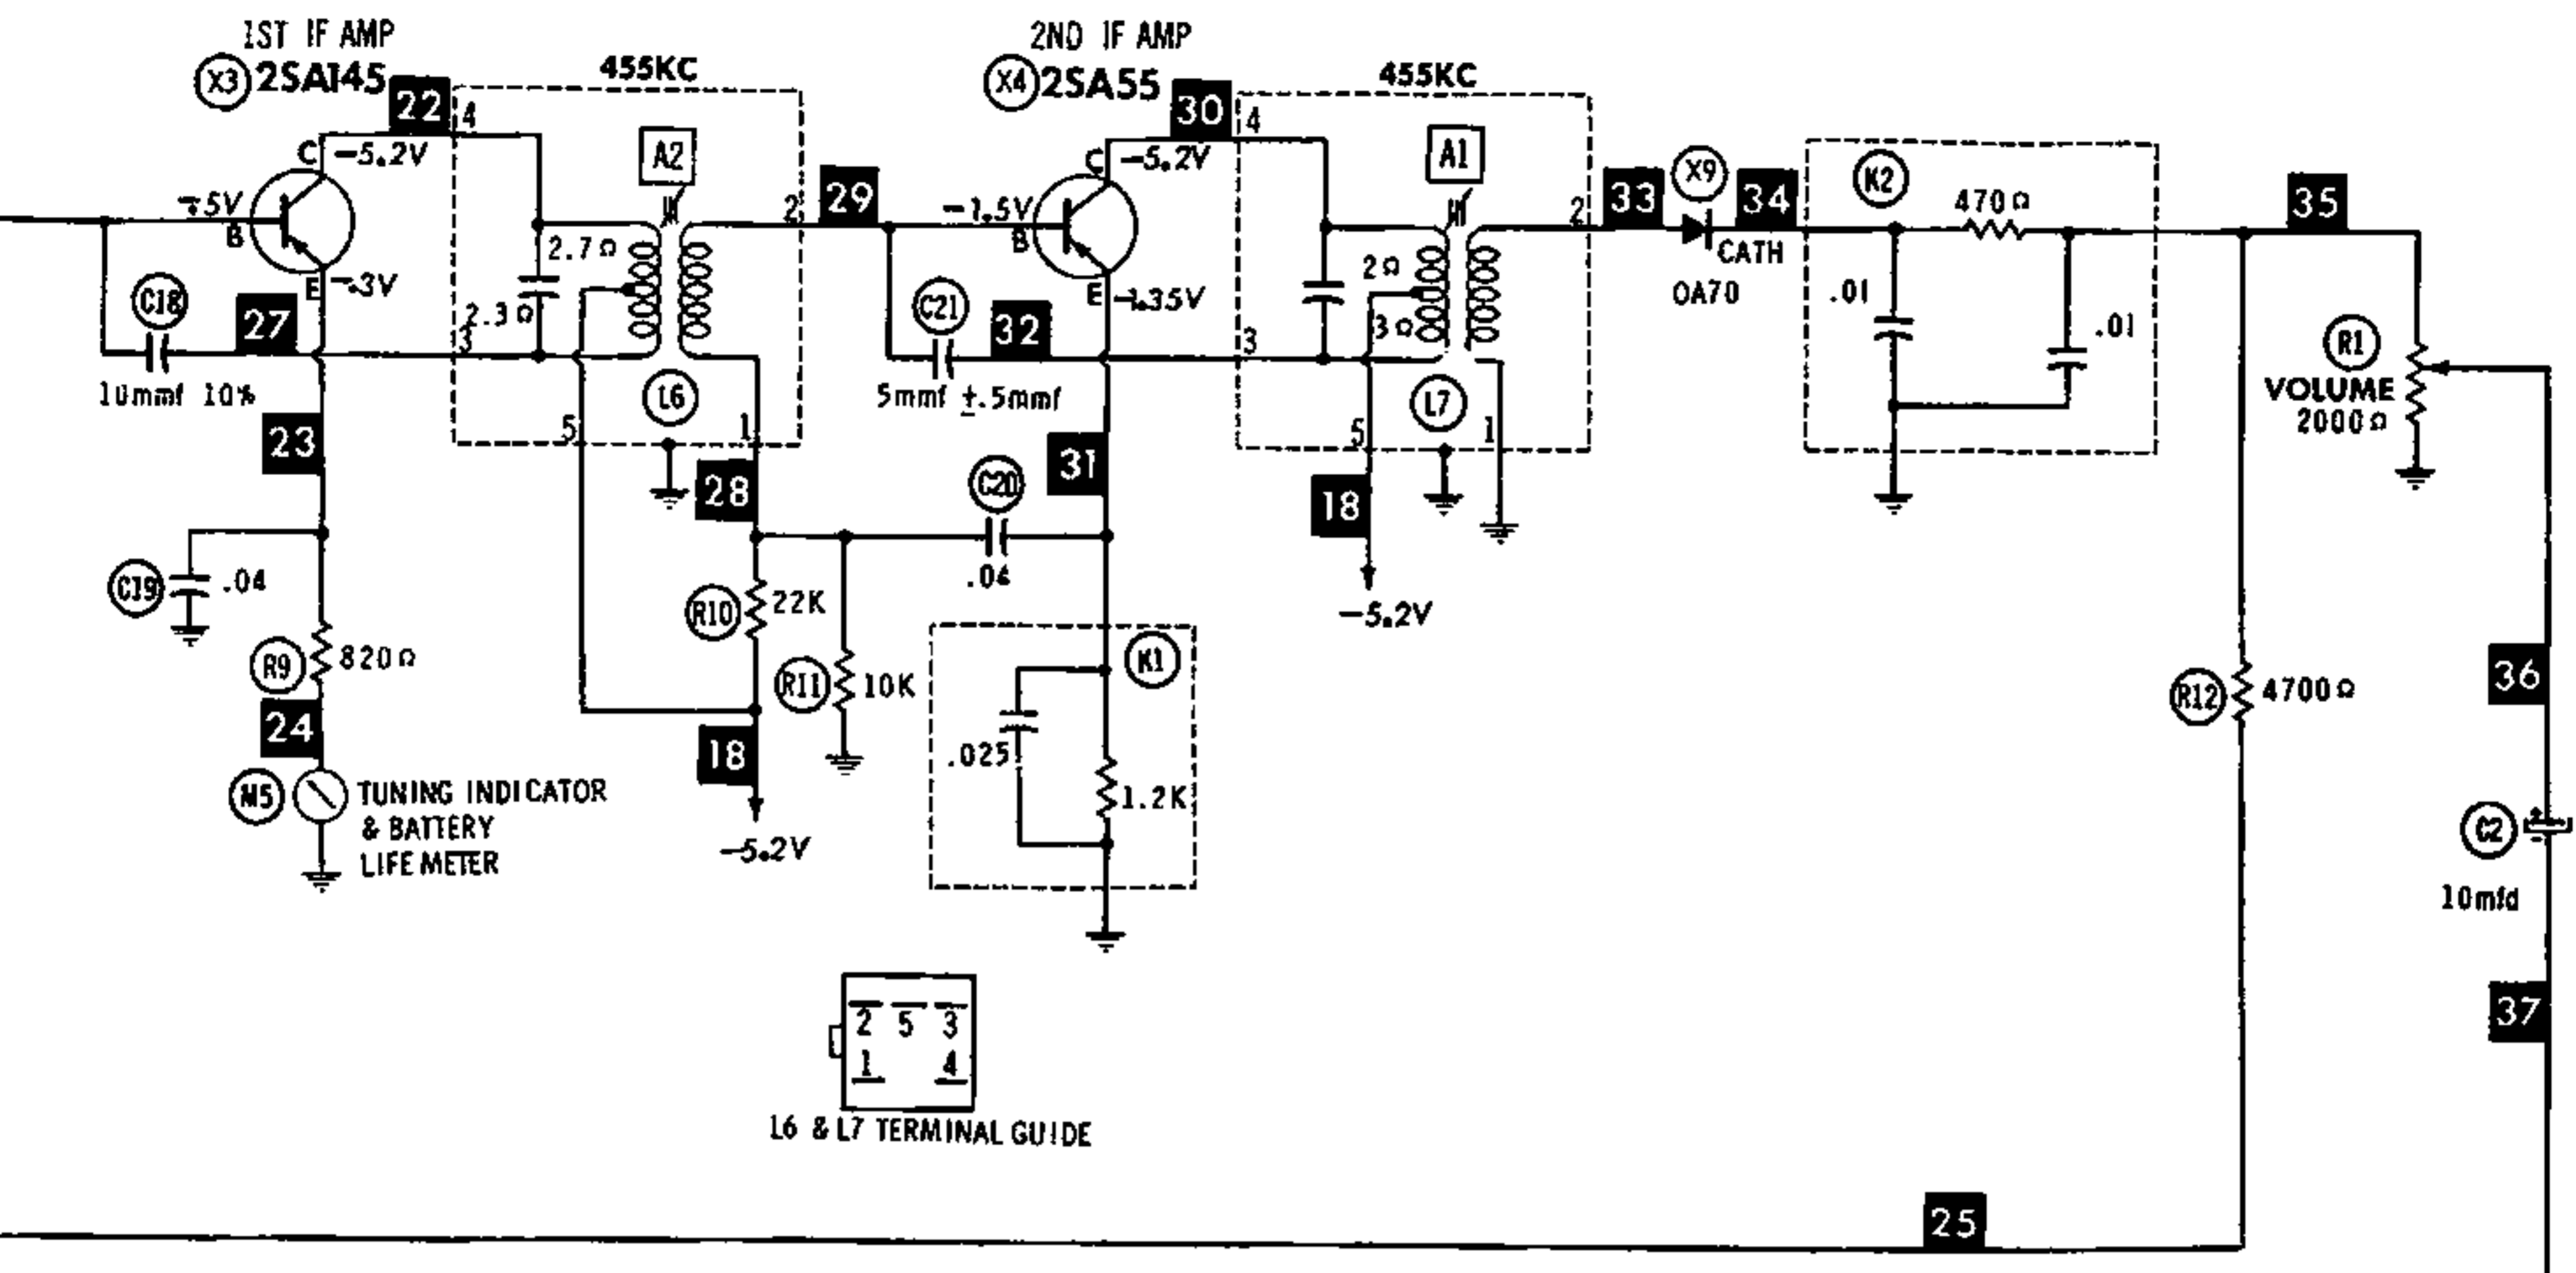 1ST IF AMP
X3 2SA145
22
455KC
4
C
-5.2V
A2
-.5V
B
E
-.3V
2.7Ω
2.3Ω
3
2
29
C18
27
10mmf 10%
L6
5
1
23
28
C19
.04
R9
820Ω
24
M5
TUNING INDICATOR
& BATTERY
LIFE METER
R10
22K
R11
10K
18
-5.2V
2ND IF AMP
X4 2SA55
30
455KC
4
C
-5.2V
A1
-1.5V
B
E
-1.35V
2Ω
3Ω
3
2
C21
32
5mmf ±.5mmf
L7
5
1
31
18
-5.2V
C20
.04
K1
.025
1.2K
33
X9
34
CATH
OA70
K2
470Ω
.01
.01
35
R1
VOLUME
2000Ω
R12
4700Ω
36
C2
+
-
10mfd
37
2 5 3
1 4
L6 & L7 TERMINAL GUIDE
25